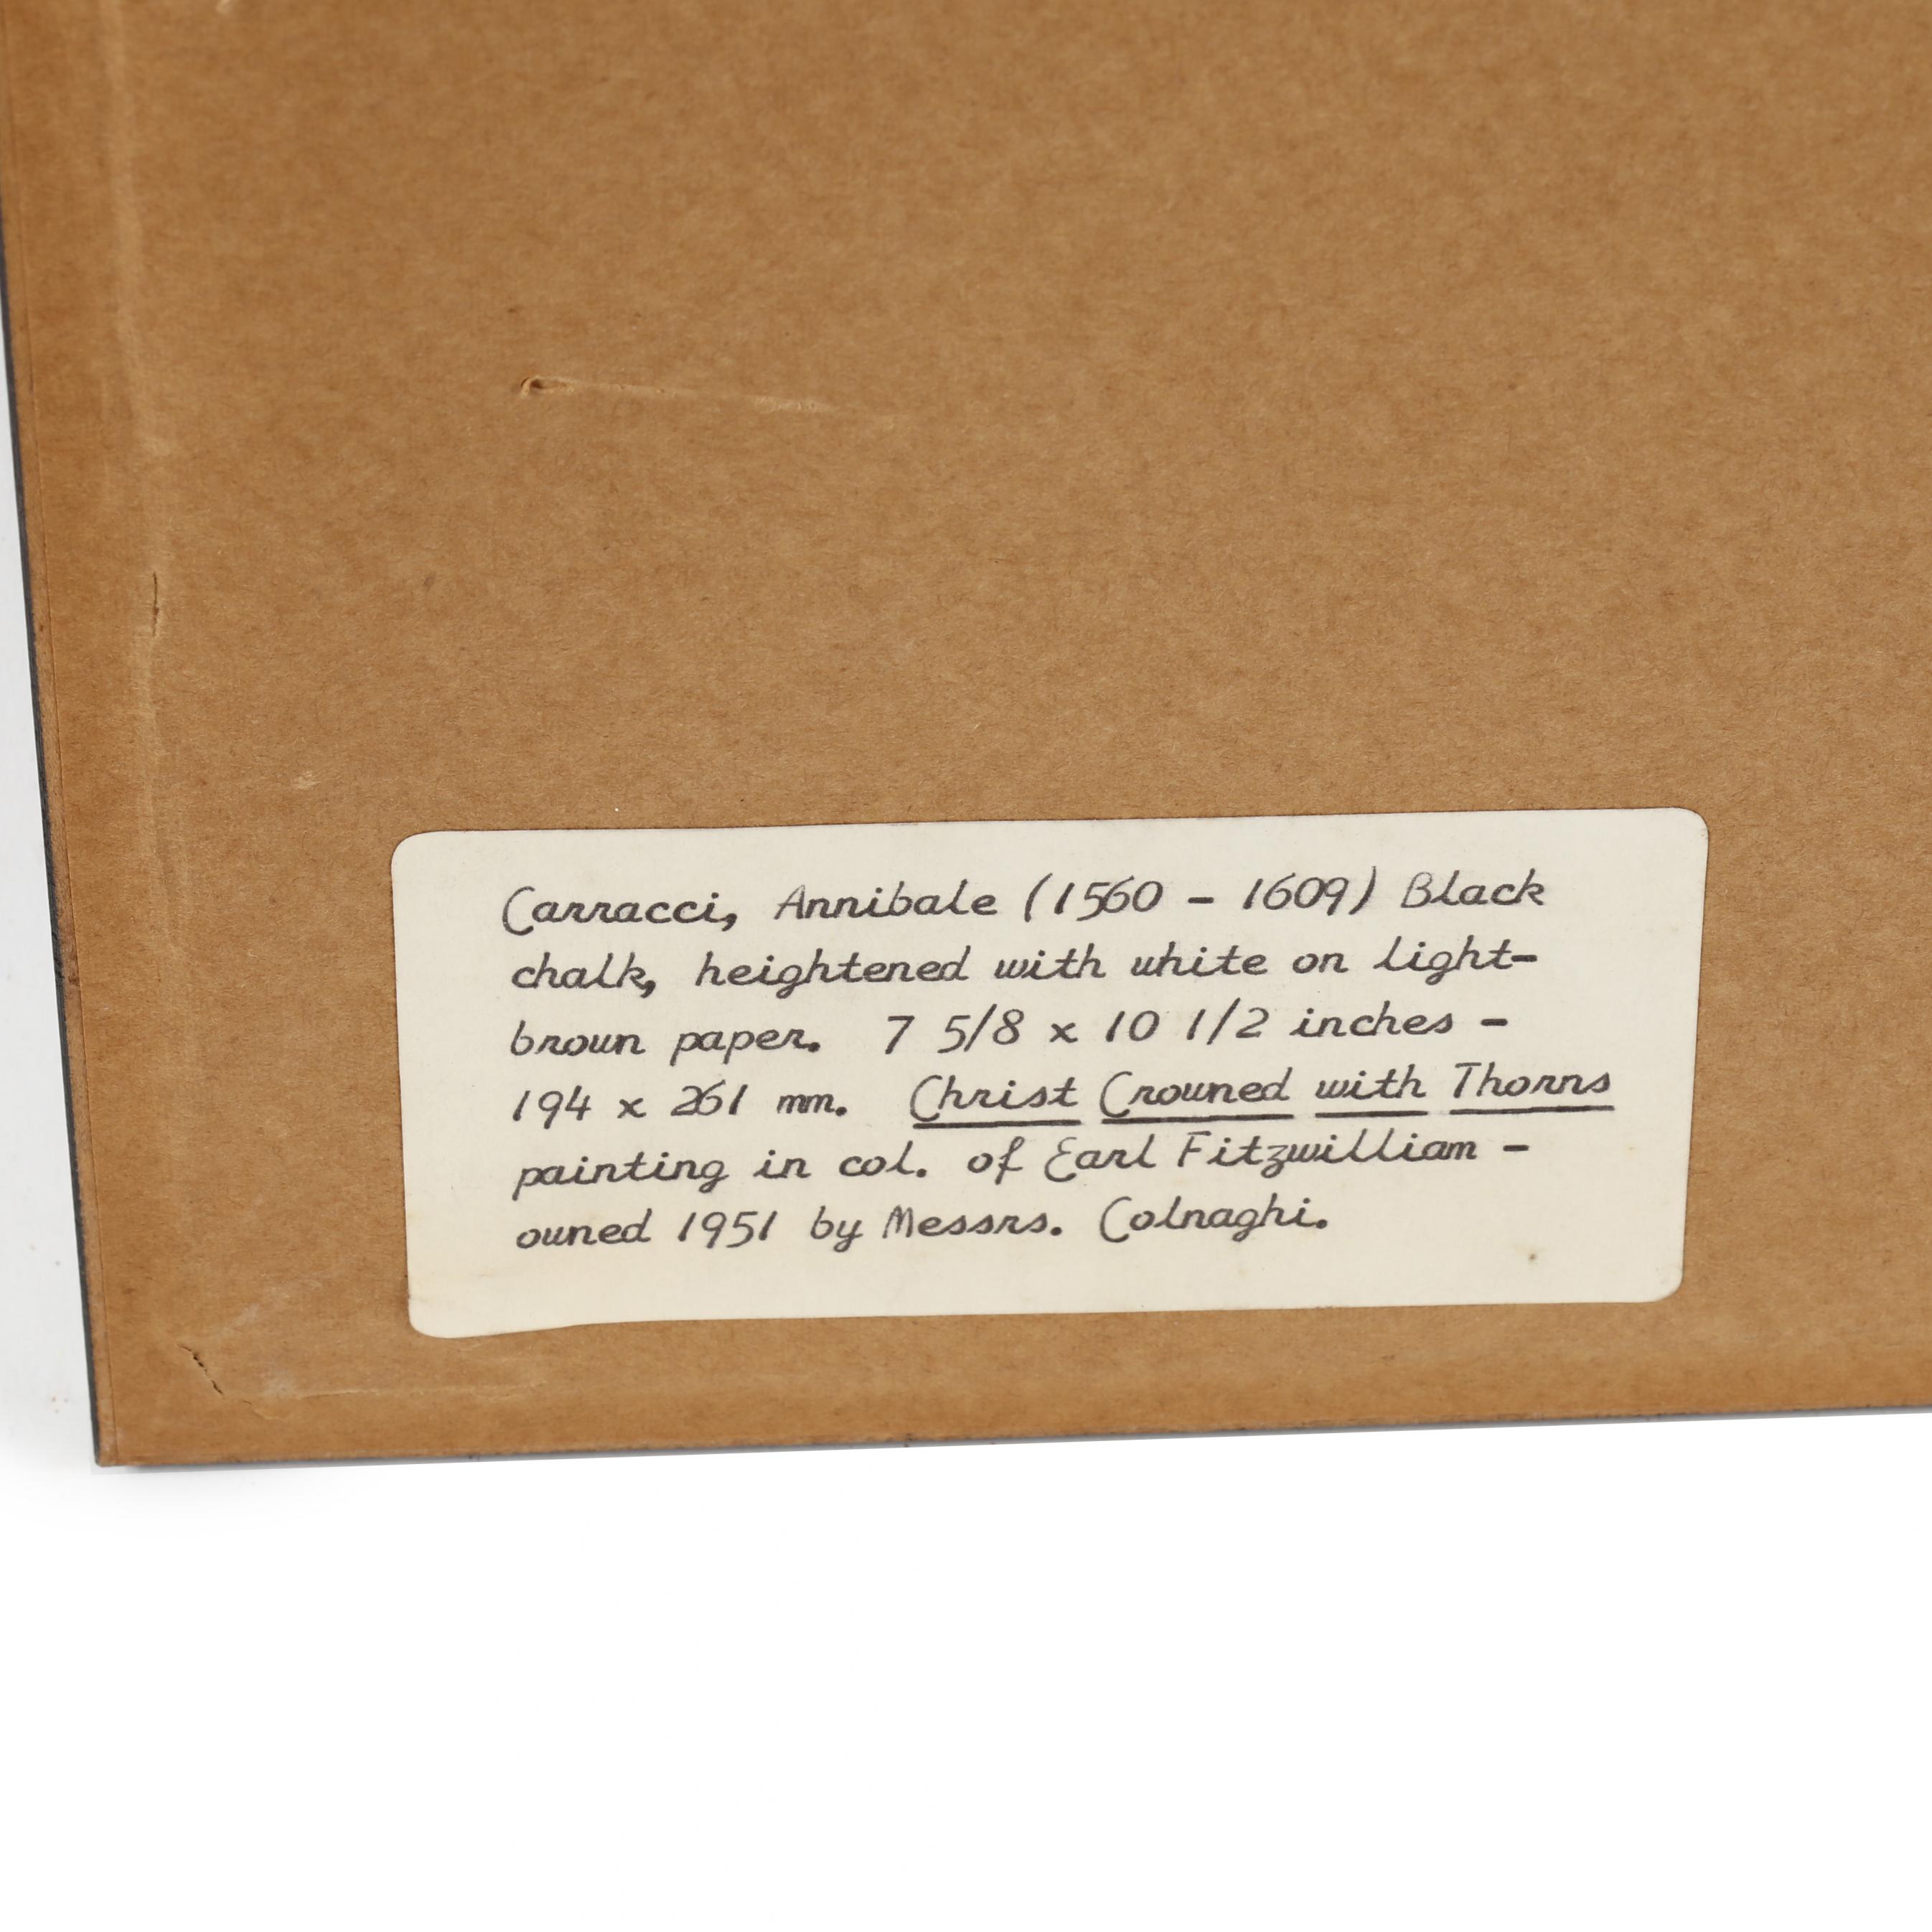 Carracci, Annibale (1560 - 1609) Black
chalk, heightened with white on light-
brown paper. 7 5/8 x 10 1/2 inches -
194 x 261 mm. Christ Crowned with Thorns
painting in col. of Earl Fitzwilliam -
owned 1951 by Messrs. Colnaghi.